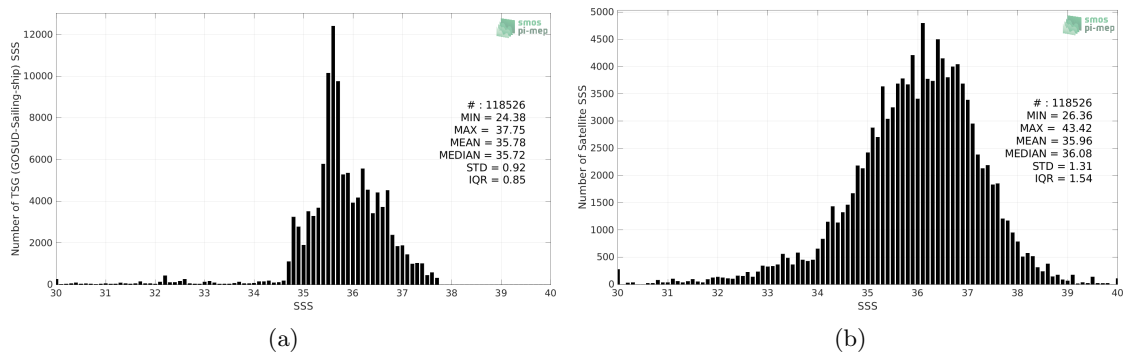 smos
pi-mep
Number of TSG (GOSUD-Sailing-ship) SSS
12000
10000
8000
6000
4000
2000
0
# : 118526
MIN = 24.38
MAX = 37.75
MEAN = 35.78
MEDIAN = 35.72
STD = 0.92
IQR = 0.85
30 31 32 33 34 35 36 37 38 39 40
SSS
(a)
smos
pi-mep
Number of Satellite SSS
5000
4500
4000
3500
3000
2500
2000
1500
1000
500
0
# : 118526
MIN = 26.36
MAX = 43.42
MEAN = 35.96
MEDIAN = 36.08
STD = 1.31
IQR = 1.54
30 31 32 33 34 35 36 37 38 39 40
SSS
(b)